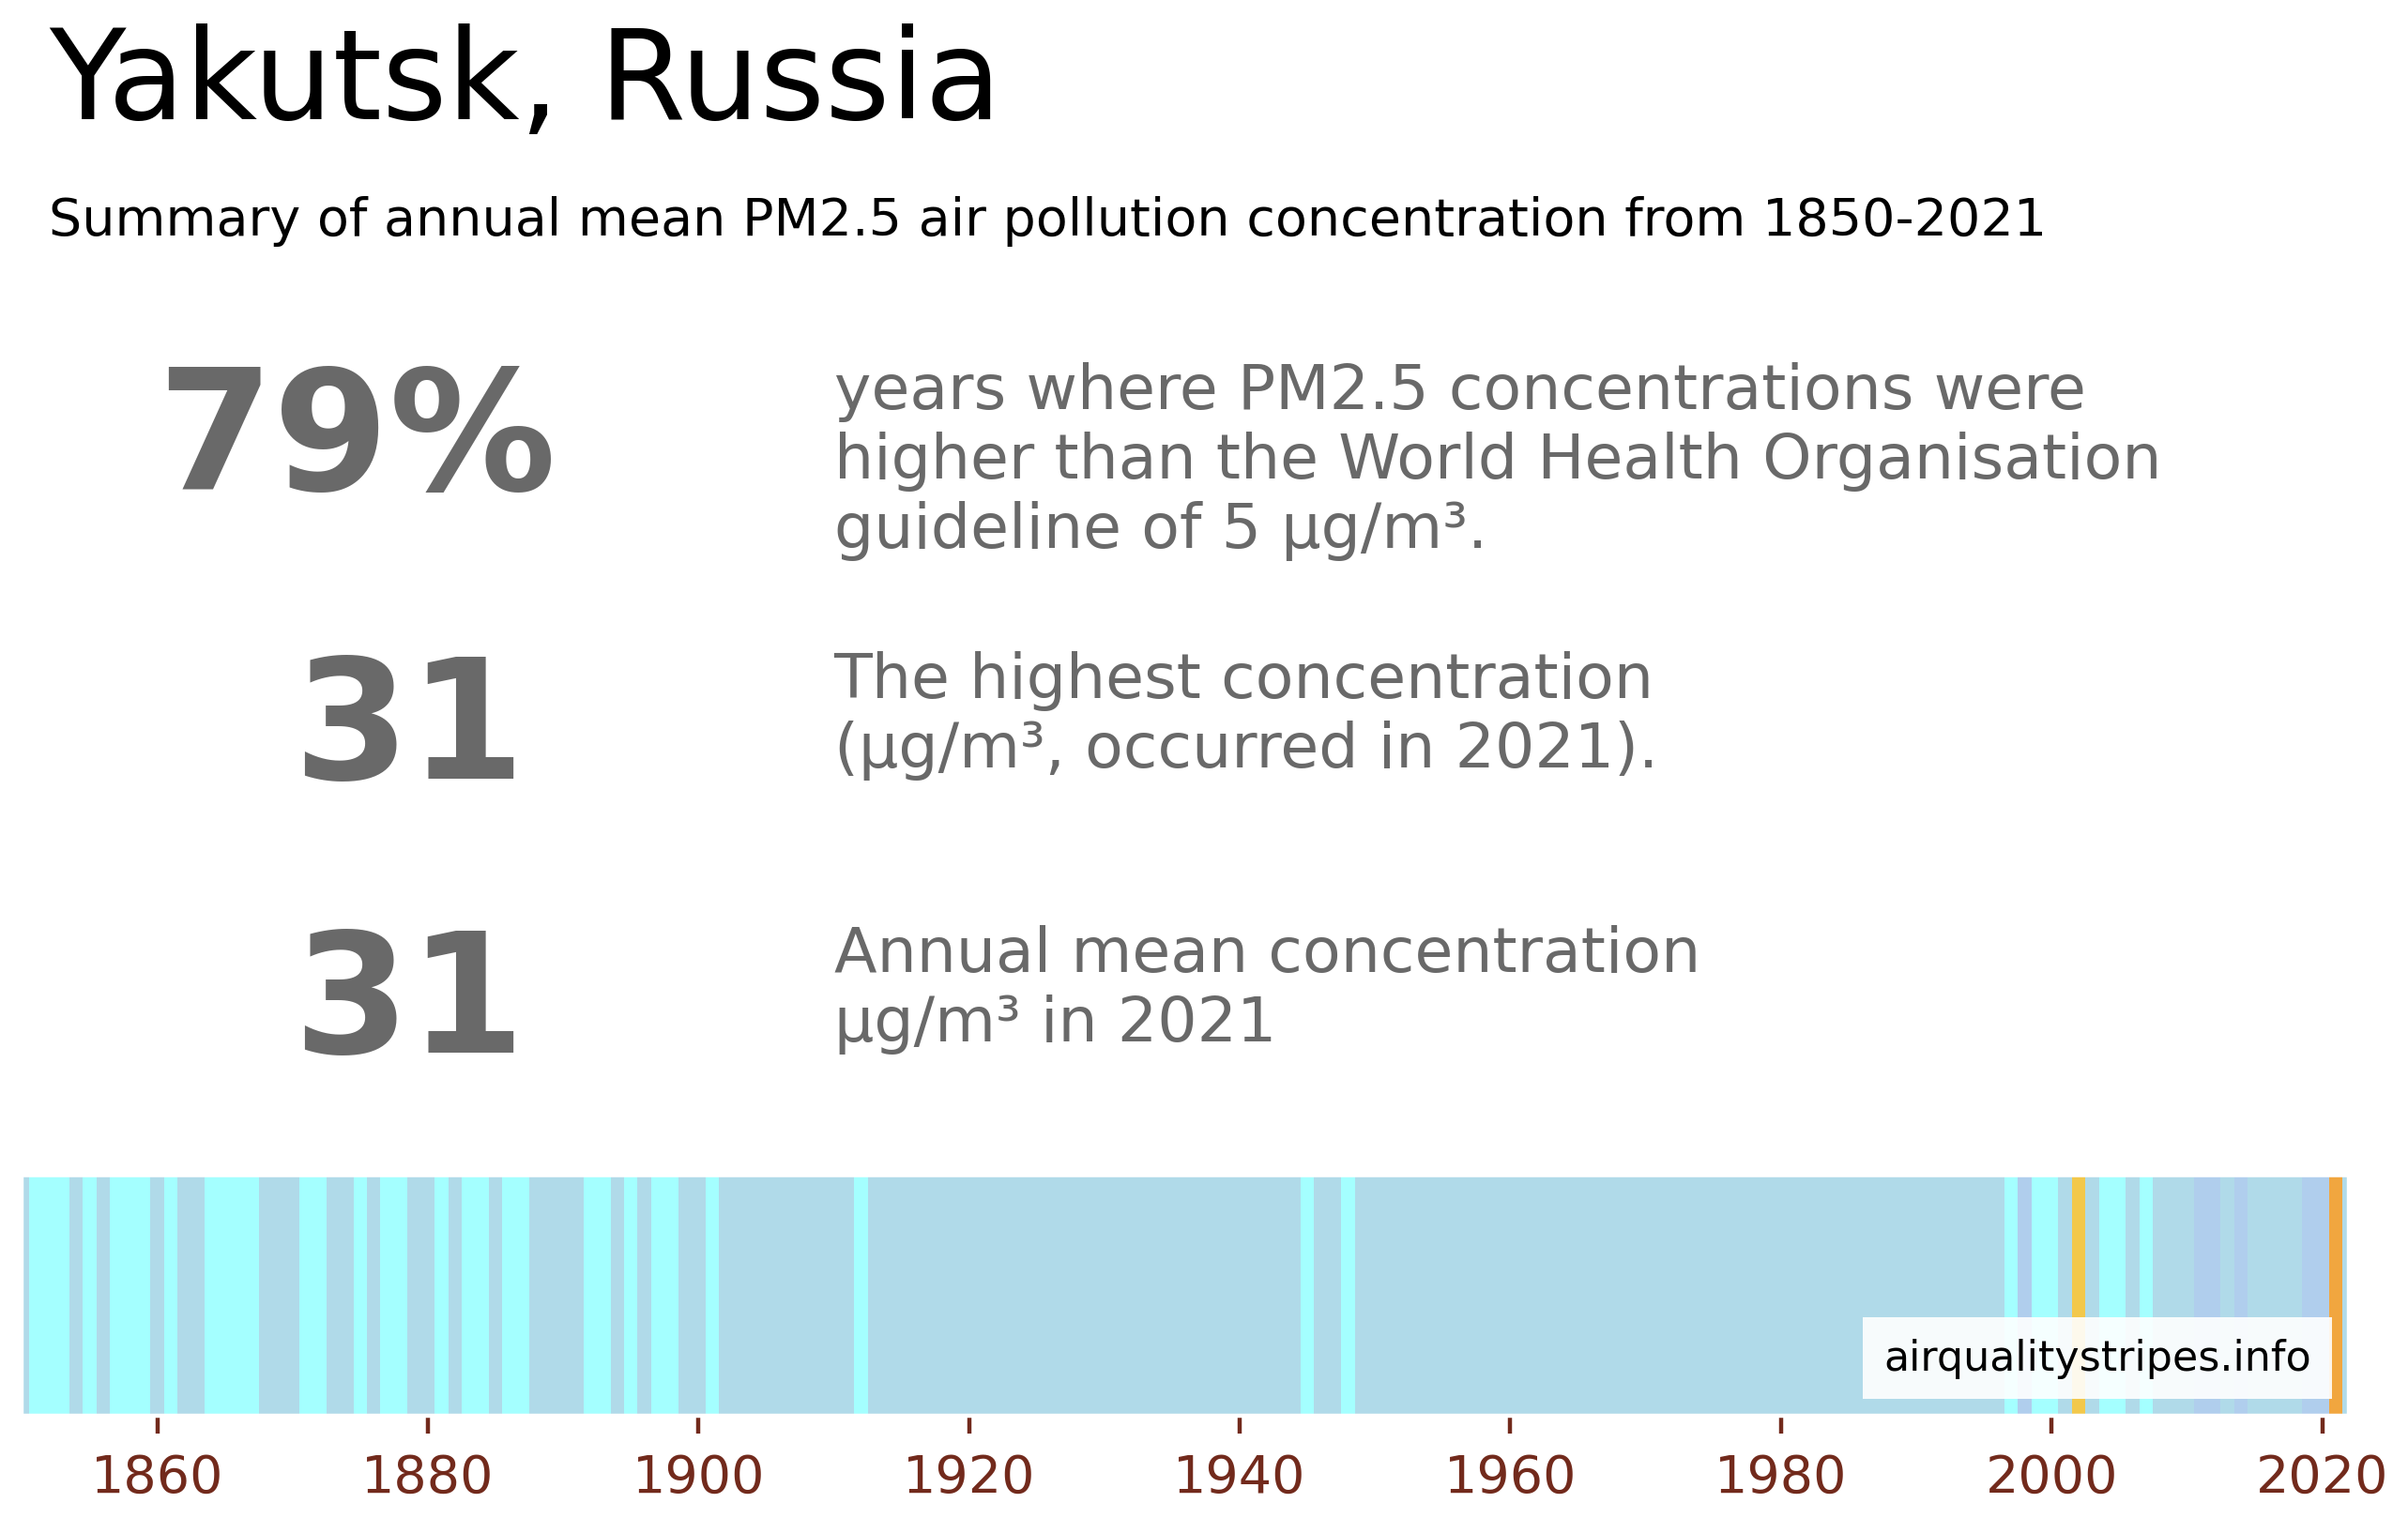 Yakutsk, Russia
Summary of annual mean PM2.5 air pollution concentration from 1850-2021
79%
years where PM2.5 concentrations were
higher than the World Health Organisation
guideline of 5 µg/m³.
31
The highest concentration
(µg/m³, occurred in 2021).
31
Annual mean concentration
µg/m³ in 2021
airqualitystripes.info
1860 1880 1900 1920 1940 1960 1980 2000 2020